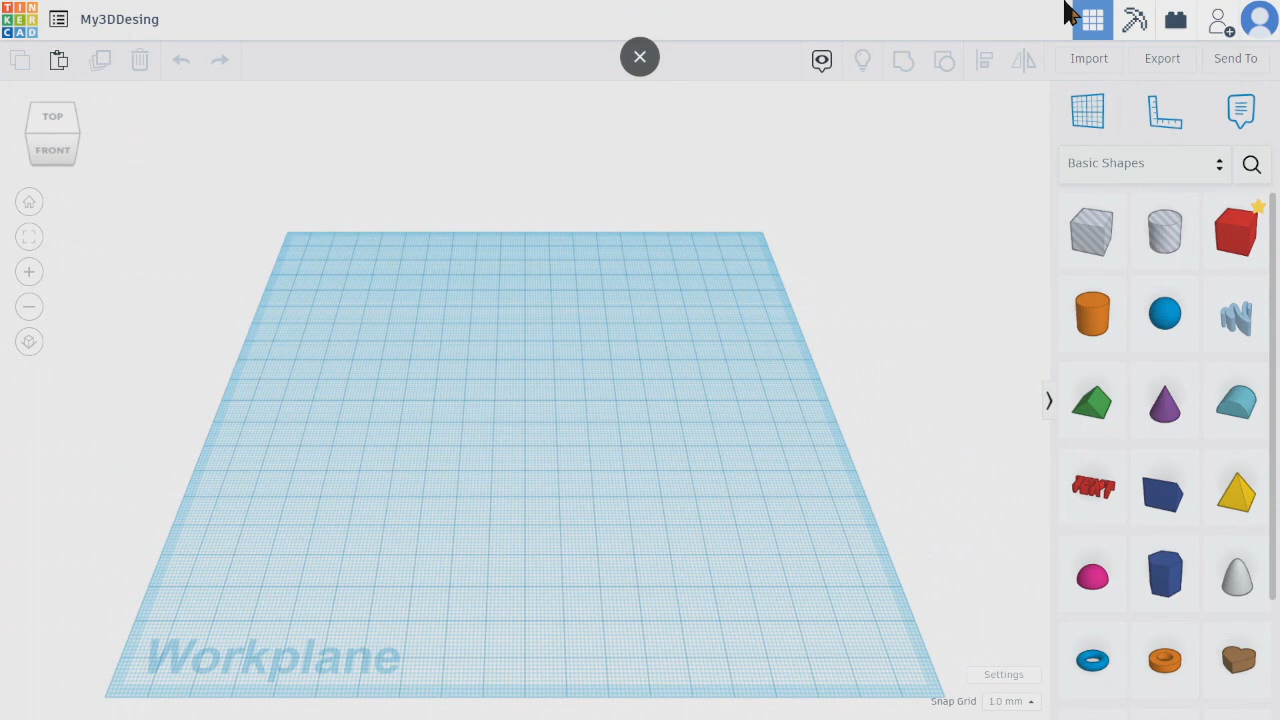 TIN
KER
CAD
My3DDesing
Import
Export
Send To
TOP
FRONT
Basic Shapes
TEXT
Workplane
Settings
Snap Grid 1.0 mm